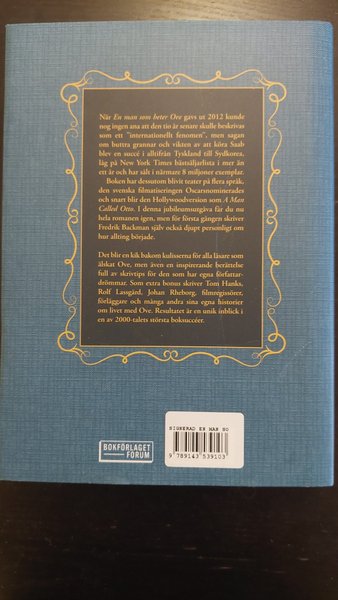 När En man som heter Ove gavs ut 2012 kunde
nog ingen ana att den tio år senare skulle beskrivas
som ett "internationellt fenomen", men sagan
om buttra grannar och vikten av att köra Saab
blev en succé i alltifrån Tyskland till Sydkorea,
låg på New York Times bästsäljarlista i mer än
ett år och har sålt i närmare 8 miljoner exemplar.
Boken har dessutom blivit teater på flera språk,
den svenska filmatiseringen Oscarsnominerades
och snart blir den Hollywoodversion som A Man
Called Otto. I denna jubileumsutgåva får du nu
hela romanen igen, men för första gången skriver
Fredrik Backman själv också djupt personligt om
hur allting började.
Det blir en kik bakom kulisserna för alla läsare som
älskat Ove, men även en inspirerande berättelse
full av skrivtips för den som har egna författar-
drömmar. Som extra bonus skriver Tom Hanks,
Rolf Lassgård, Johan Rheborg, filmregissörer,
förläggare och många andra sina egna historier
om livet med Ove. Resultatet är en unik inblick i
en av 2000-talets största boksuccéer.
SIGNERAD EN MAN SO
9 789143 539103
BOKFÖRLAGET
FORUM